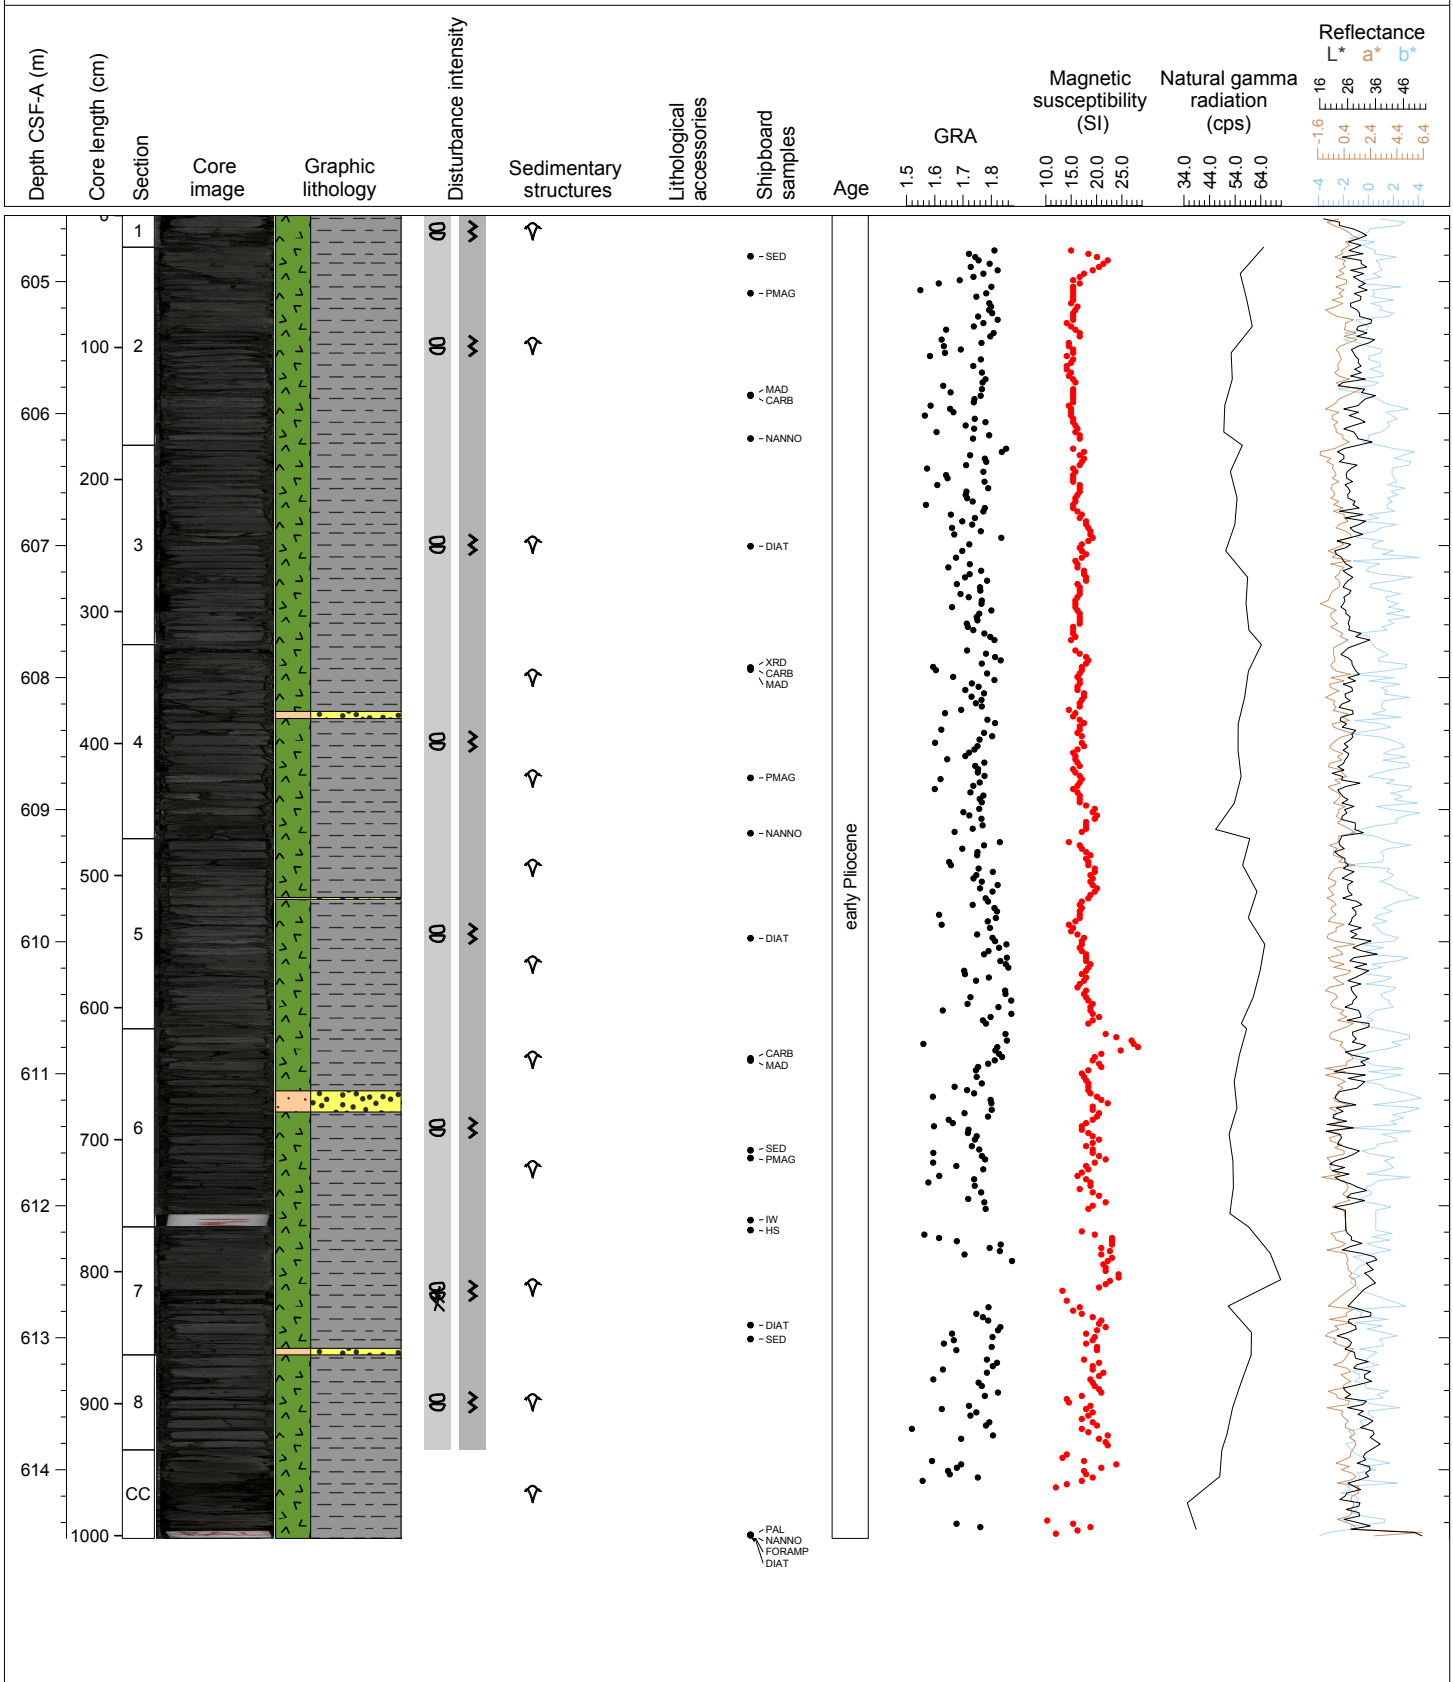 Depth CSF-A (m)
Core length (cm)
Section
Core
image
Graphic
lithology
Disturbance intensity
Sedimentary
structures
Lithological
accessories
Shipboard
samples
Age
GRA
1.5 1.6 1.7 1.8
Magnetic
susceptibility
(SI)
10.0 15.0 20.0 25.0
Natural gamma
radiation
(cps)
34.0 44.0 54.0 64.0
Reflectance
L* a* b*
16 26 36 46
-1.6 0.4 2.4 4.4 6.4
-4 -2 0 2 4
0
1
SED
605
PMAG
100
2
MAD
CARB
606
NANNO
200
3
607
DIAT
300
XRD
608
CARB
MAD
4
400
PMAG
609
NANNO
early Pliocene
500
5
610
DIAT
600
CARB
611
MAD
6
700
SED
PMAG
612
IW
HS
800
7
DIAT
613
SED
8
900
614
CC
PAL
1000
NANNO
FORAMP
DIAT